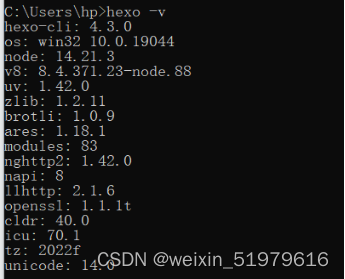 C:\Users\hp>hexo -v
hexo-cli: 4.3.0
os: win32 10.0.19044
node: 14.21.3
v8: 8.4.371.23-node.88
uv: 1.42.0
zlib: 1.2.11
brotli: 1.0.9
ares: 1.18.1
modules: 83
nghttp2: 1.42.0
napi: 8
llhttp: 2.1.6
openssl: 1.1.1t
cldr: 40.0
icu: 70.1
tz: 2022f
unicode: 14.0
CSDN @weixin_51979616